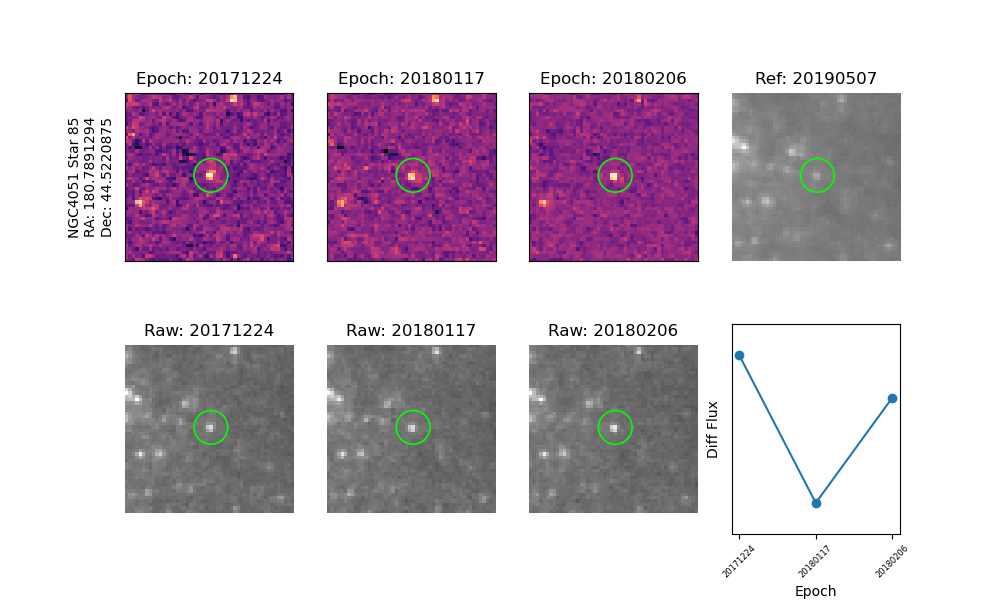 Epoch: 20171224
Epoch: 20180117
Epoch: 20180206
Ref: 20190507
NGC4051 Star 85
RA: 180.7891294
Dec: 44.5220875
Raw: 20171224
Raw: 20180117
Raw: 20180206
Diff Flux
20171224
20180117
20180206
Epoch